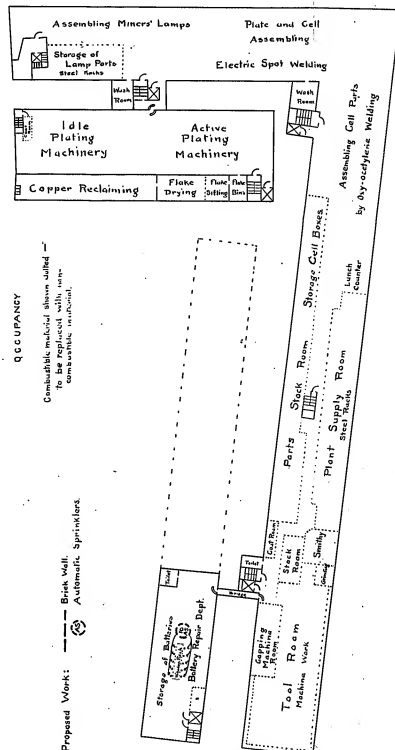 Assembling Miners' Lamps
Plate and Cell
Assembling
Storage of
Lamp Parts
Steel Racks
Electric Spot Welding
Wash
Room
Wash
Room
Idle
Plating
Machinery
Active
Plating
Machinery
Copper Reclaiming
Flake
Drying
Flake
Sifting
Flake
Bins
Assembling Cell Parts
by Oxy-acetylene Welding
Storage Cell Boxes
Lunch
Counter
Stock Room
Parts
Plant Supply Room
Steel Racks
OCCUPANCY
Combustible material shown dotted —
to be replaced with non-
combustible material.
Proposed Work:
Brick Wall.
AS
Automatic Sprinklers.
Toilet
Storage of Batteries
Battery Repair Dept.
Toilet
Bridge
Stock
Room
Smithy
Capping
Machine
Room
Tool Room
Machine Work